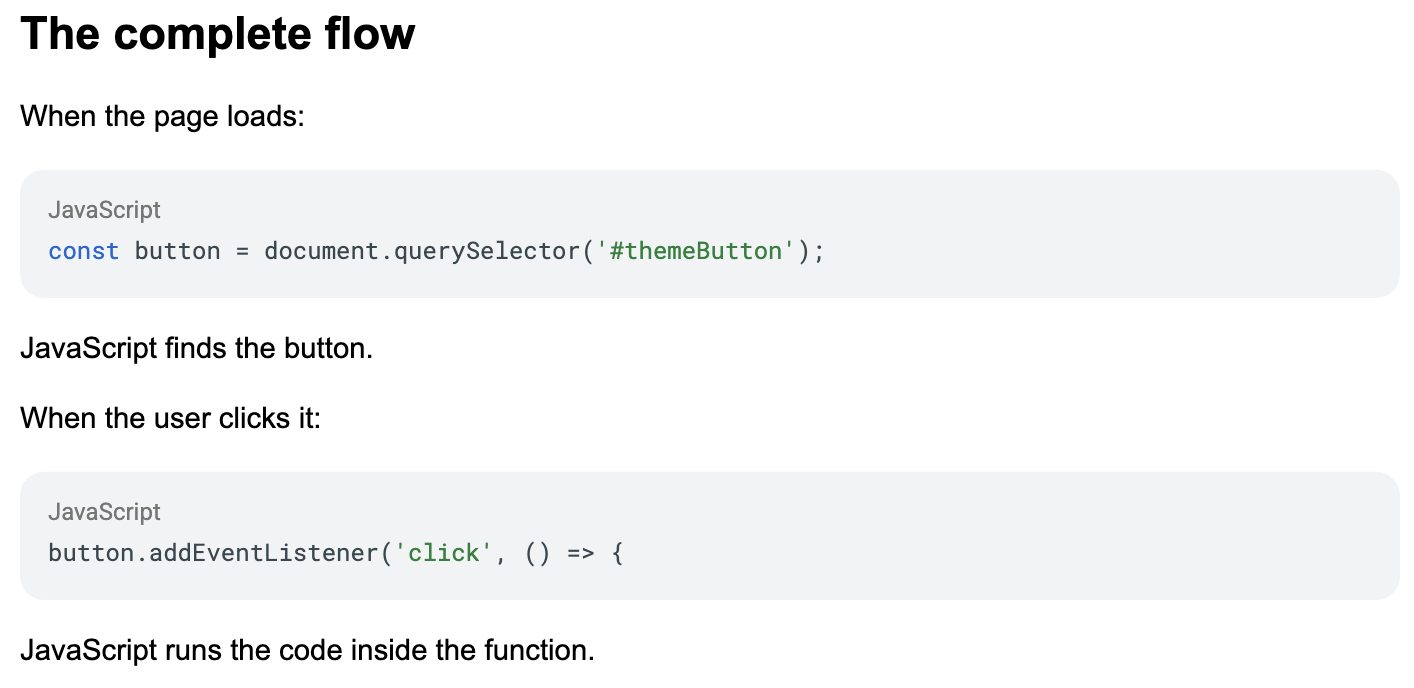 The complete flow
When the page loads:
JavaScript
const button = document.querySelector('#themeButton');
JavaScript finds the button.
When the user clicks it:
JavaScript
button.addEventListener('click', () => {
JavaScript runs the code inside the function.